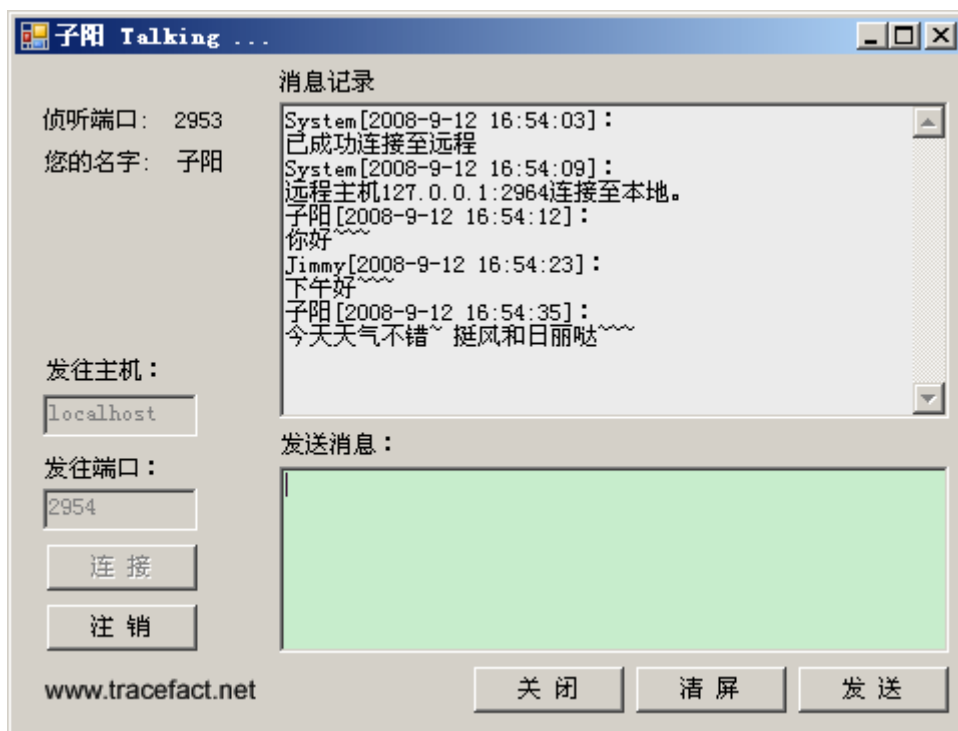 子阳 Talking ...
消息记录
侦听端口: 2953
您的名字: 子阳
System[2008-9-12 16:54:03]：
已成功连接至远程
System[2008-9-12 16:54:09]：
远程主机127.0.0.1:2964连接至本地。
子阳[2008-9-12 16:54:12]：
你好~~~
Jimmy[2008-9-12 16:54:23]：
下午好~~~
子阳[2008-9-12 16:54:35]：
今天天气不错~ 挺风和日丽哒~~~
发往主机：
localhost
发往端口：
2954
连 接
注 销
发送消息：
www.tracefact.net
关 闭
清 屏
发 送